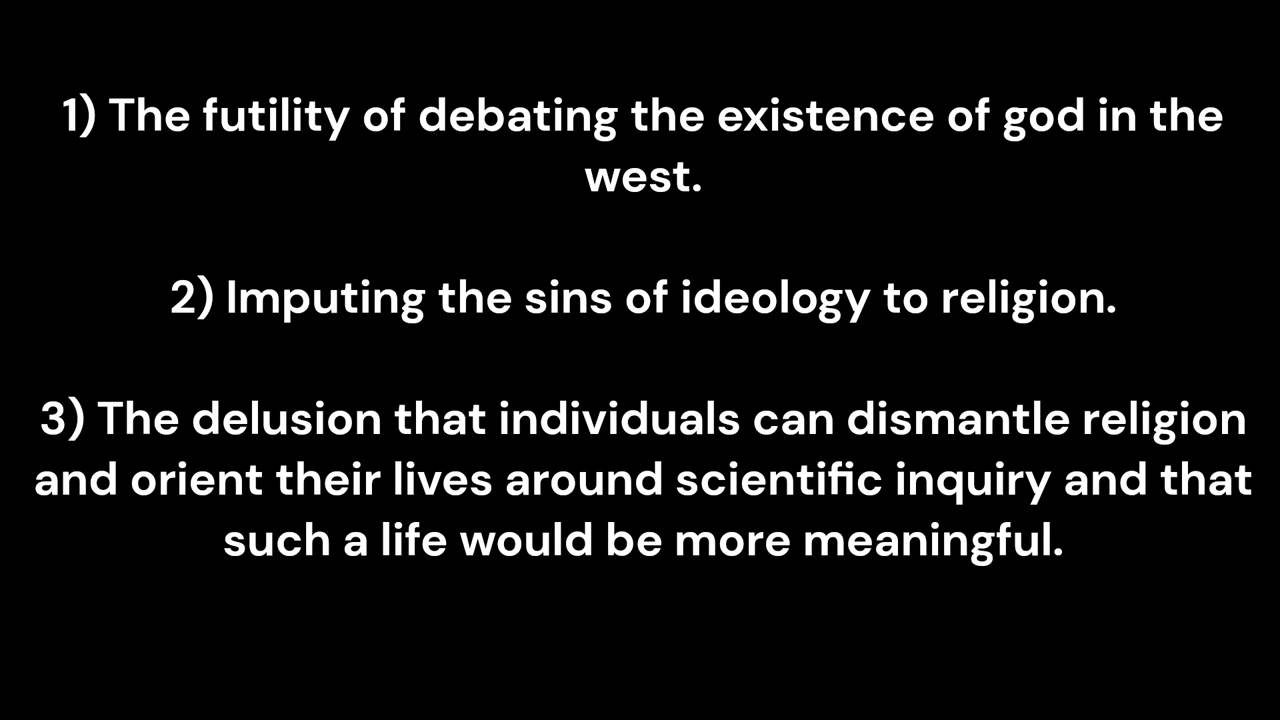 1) The futility of debating the existence of god in the
west.
2) Imputing the sins of ideology to religion.
3) The delusion that individuals can dismantle religion
and orient their lives around scientific inquiry and that
such a life would be more meaningful.